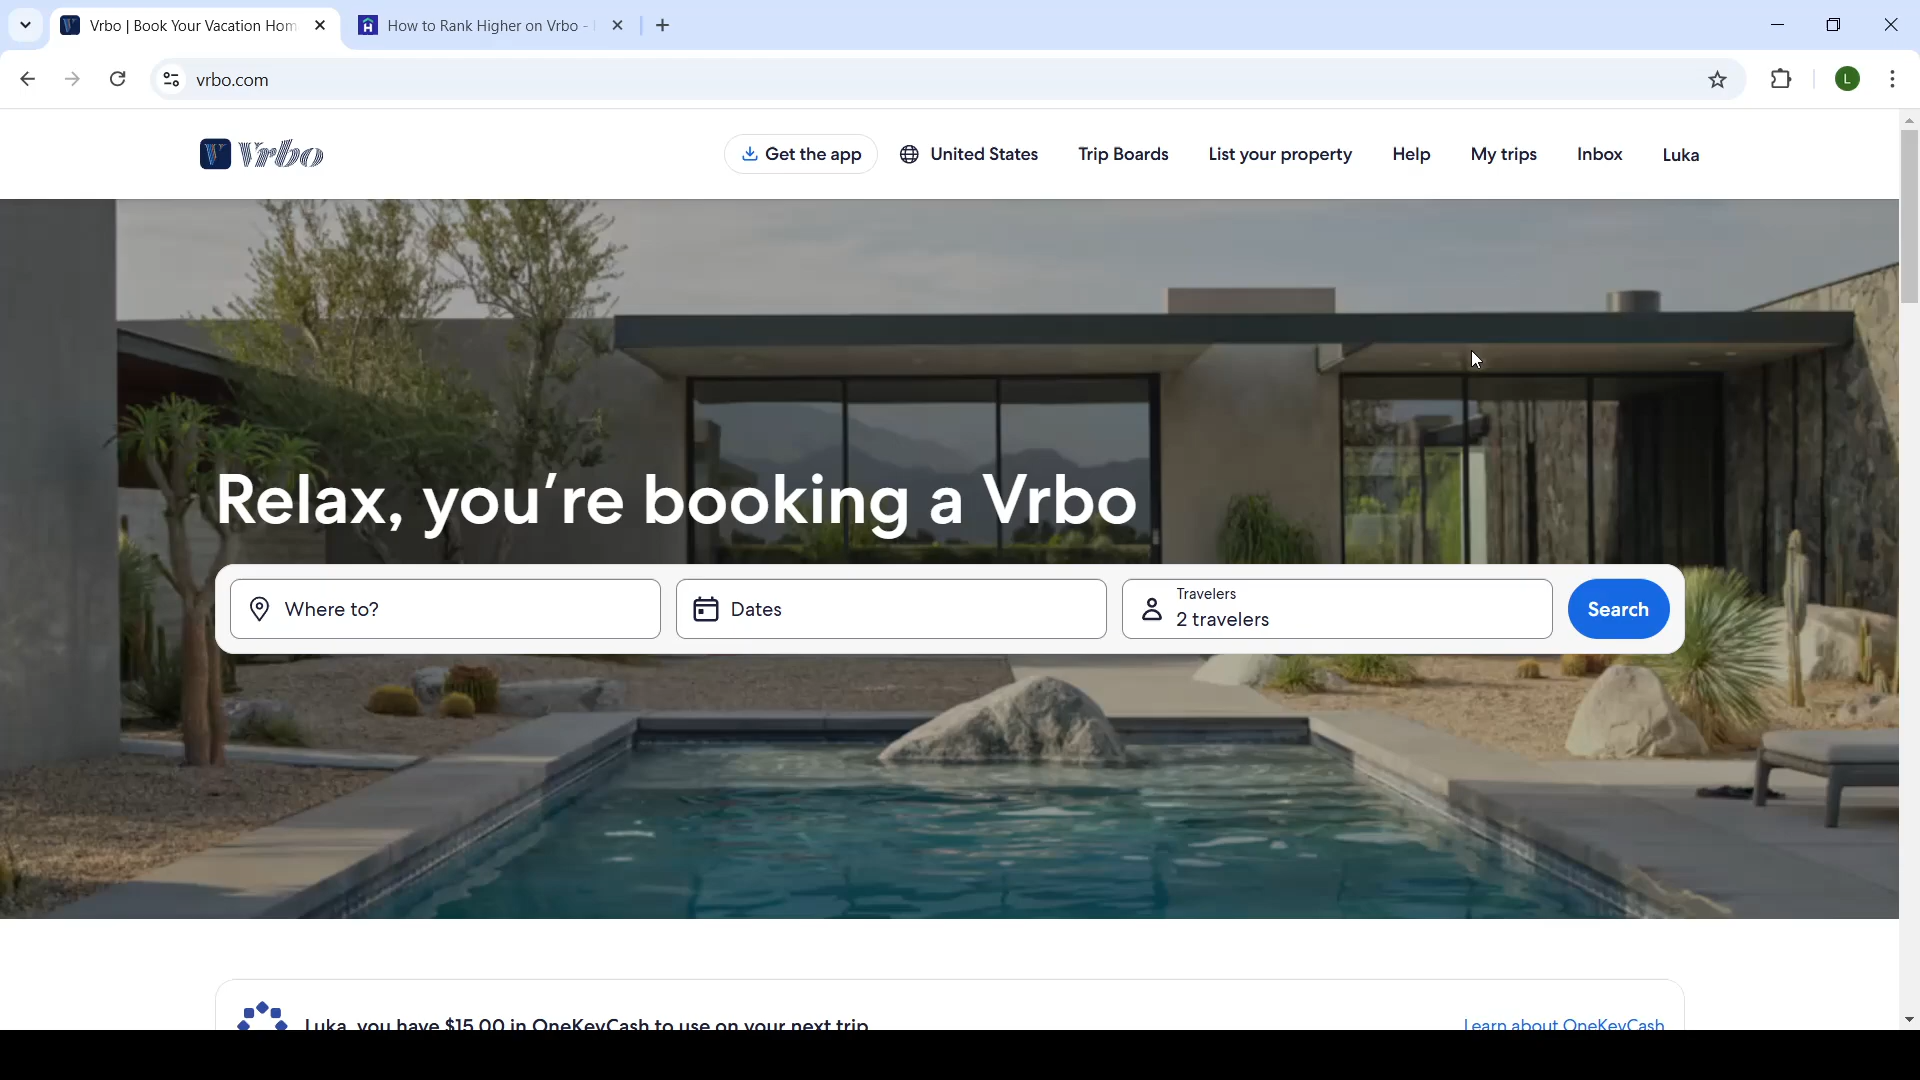 Vrbo | Book Your Vacation Hom
How to Rank Higher on Vrbo -
vrbo.com
L
Vrbo
Get the app
United States
Trip Boards
List your property
Help
My trips
Inbox
Luka
Relax, you're booking a Vrbo
Where to?
Dates
Travelers
2 travelers
Search
Luka, you have $15.00 in OneKeyCash to use on your next trip
Learn about OneKeyCash